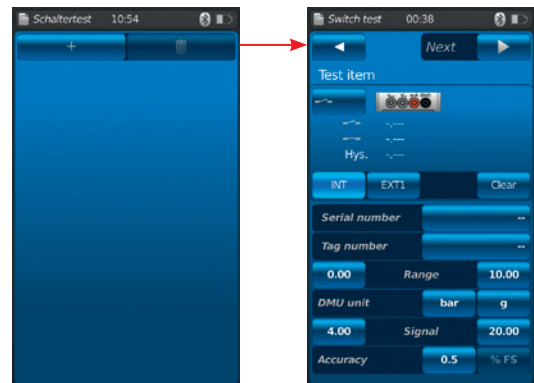 Schaltertest 10:54
+
Switch test 00:38
Next
Test item
-,---
-,---
Hys. -,---
INT EXT1 Clear
Serial number --
Tag number --
0.00 Range 10.00
DMU unit bar g
4.00 Signal 20.00
Accuracy 0.5 % FS